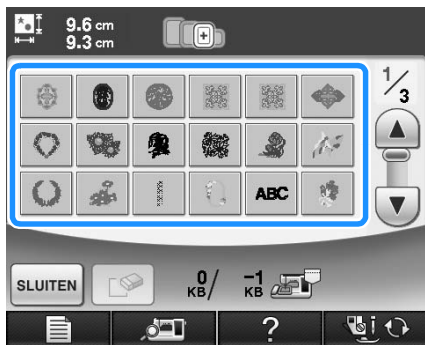 9.6 cm
9.3 cm
1/3
ABC
SLUITEN
0 KB/ -1 KB
?
i